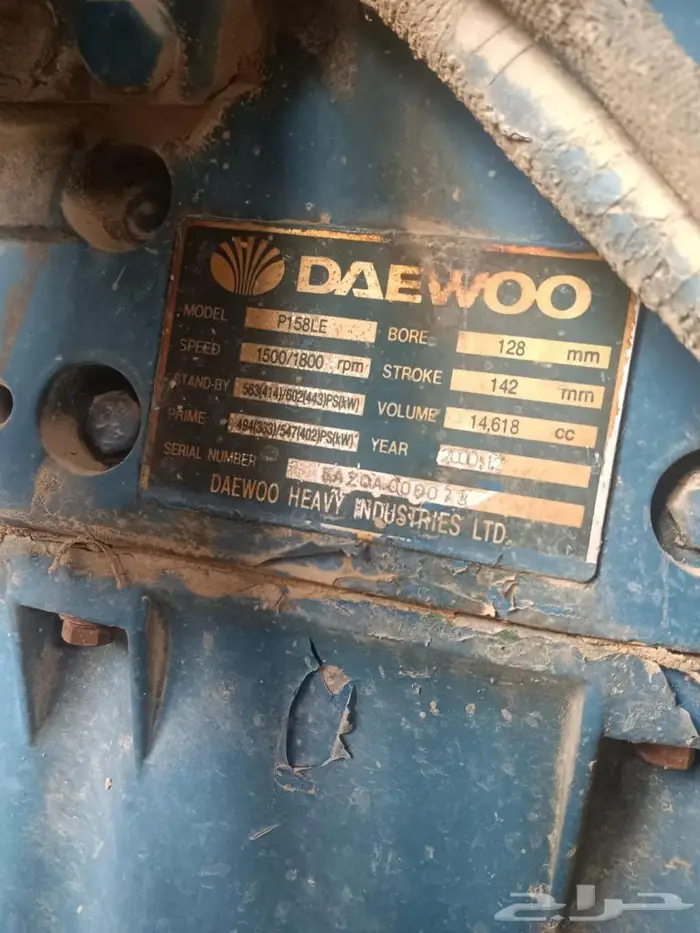 DAEWOO
MODEL P158LE BORE 128 mm
SPEED 1500/1800 rpm STROKE 142 mm
STAND-BY 563(414)/602(443)PS(kW) VOLUME 14,618 cc
PRIME 494(363)/547(402)PS(kW) YEAR
SERIAL NUMBER
DAEWOO HEAVY INDUSTRIES LTD.
حراج